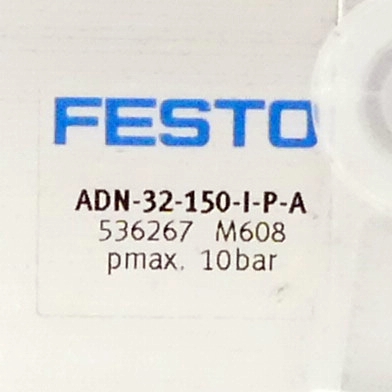 FESTO
ADN-32-150-I-P-A
536267 M608
pmax. 10bar